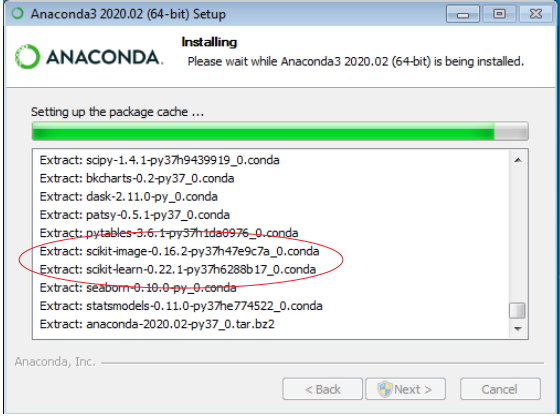 Anaconda3 2020.02 (64-bit) Setup
ANACONDA.
Installing
Please wait while Anaconda3 2020.02 (64-bit) is being installed.
Setting up the package cache ...
Extract: scipy-1.4.1-py37h9439919_0.conda
Extract: bkcharts-0.2-py37_0.conda
Extract: dask-2.11.0-py_0.conda
Extract: patsy-0.5.1-py37_0.conda
Extract: pytables-3.6.1-py37h1da0976_0.conda
Extract: scikit-image-0.16.2-py37h47e9c7a_0.conda
Extract: scikit-learn-0.22.1-py37h6288b17_0.conda
Extract: seaborn-0.10.0-py_0.conda
Extract: statsmodels-0.11.0-py37he774522_0.conda
Extract: anaconda-2020.02-py37_0.tar.bz2
Anaconda, Inc.
< Back
Next >
Cancel